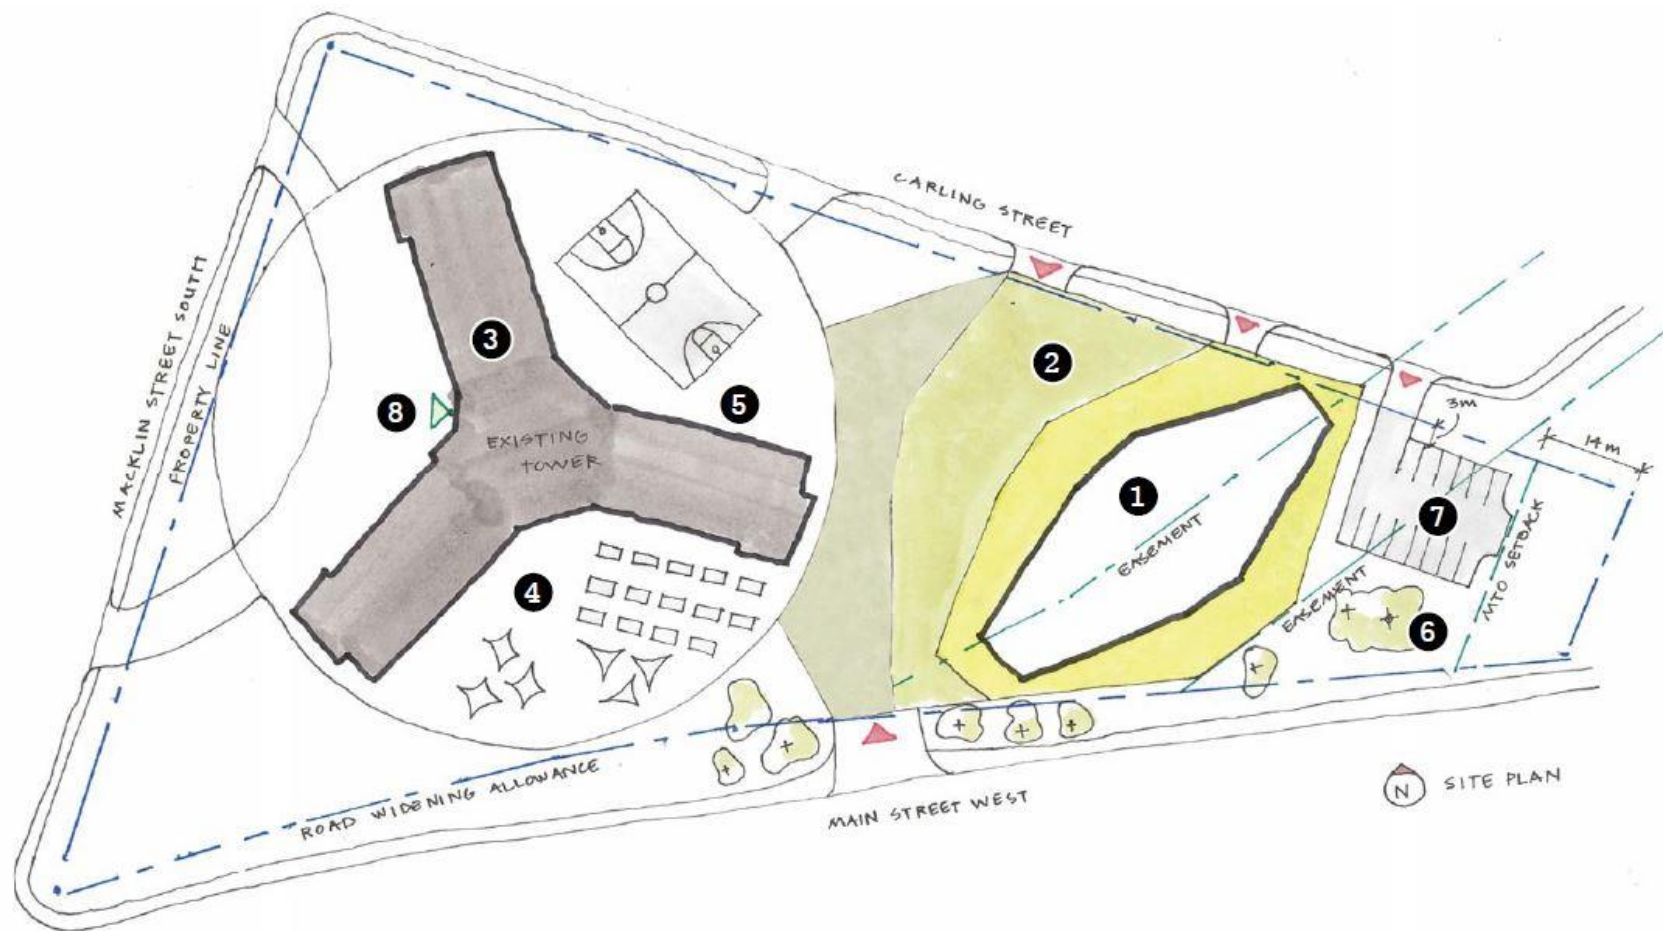 CARLING STREET
MACKLIN STREET SOUTH
PROPERTY LINE
3
8
5
EXISTING
TOWER
4
2
1
EASEMENT
3m
14m
7
MTO SETBACK
EASEMENT
6
ROAD WIDENING ALLOWANCE
MAIN STREET WEST
N
SITE PLAN